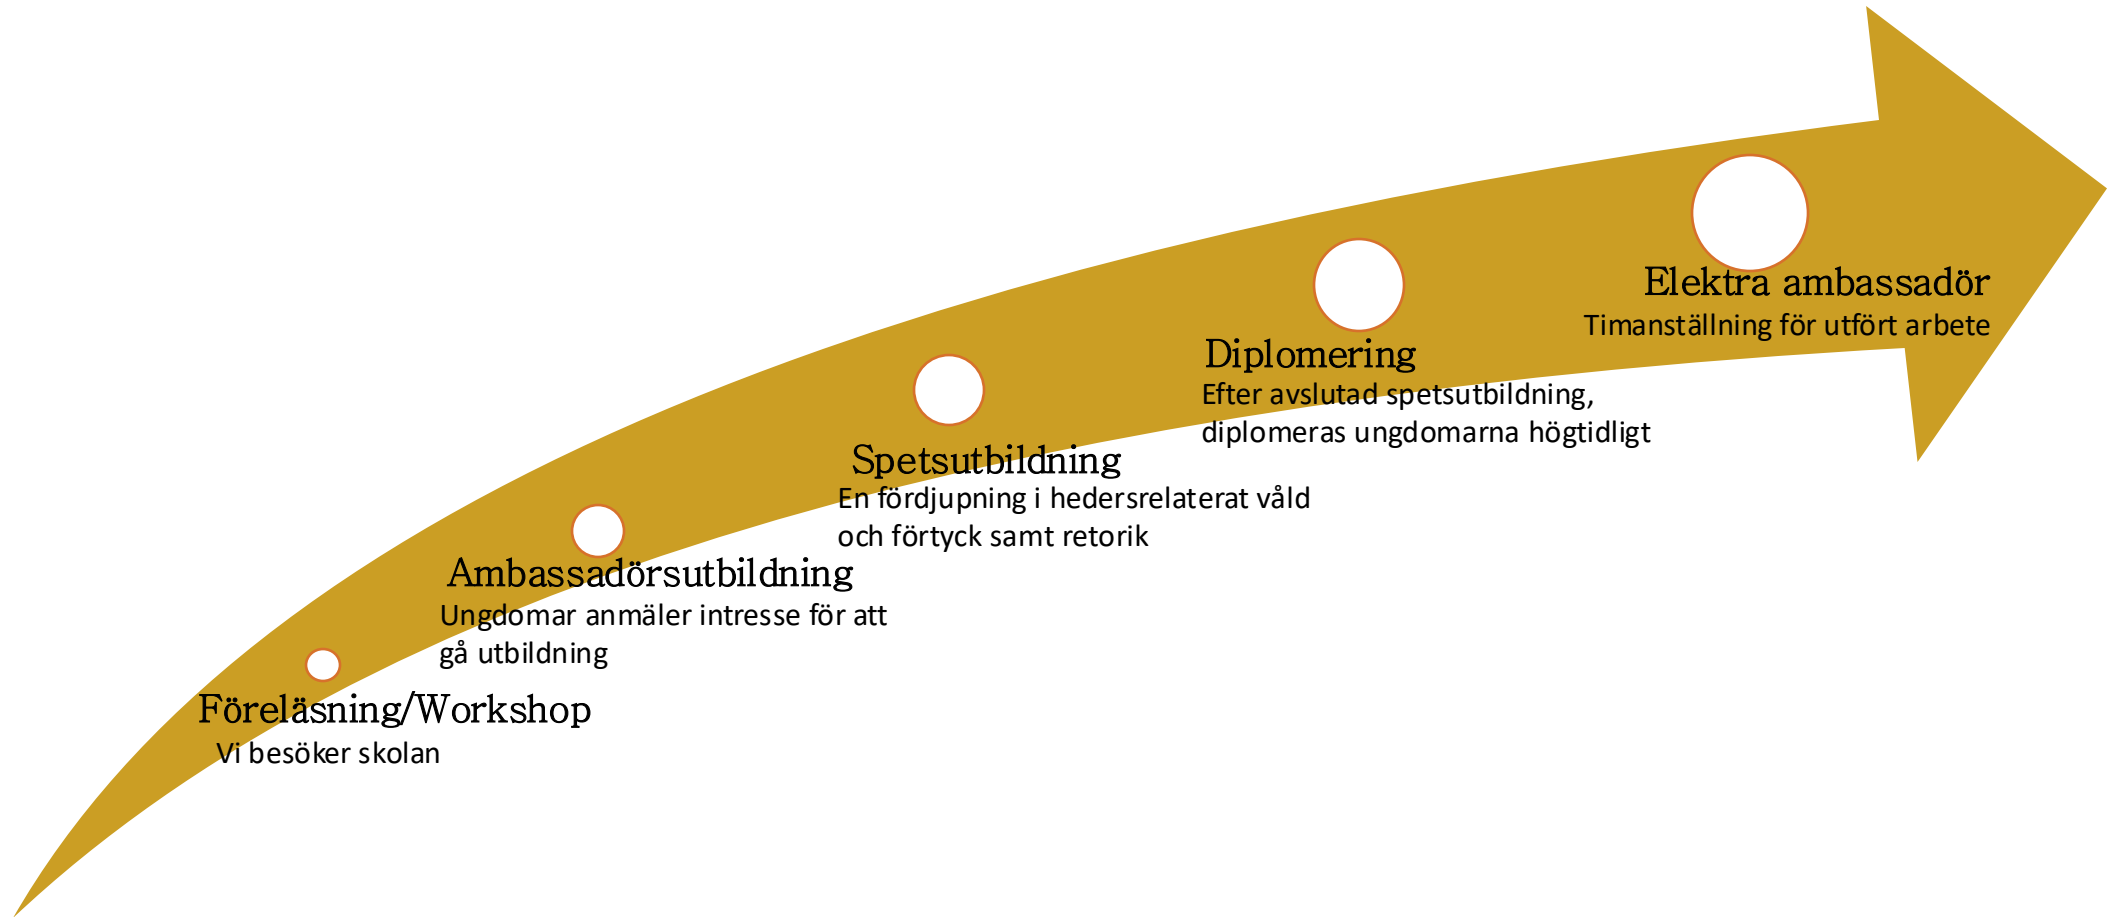 Föreläsning/Workshop
Vi besöker skolan
Ambassadörsutbildning
Ungdomar anmäler intresse för att
gå utbildning
Spetsutbildning
En fördjupning i hedersrelaterat våld
och förtyck samt retorik
Diplomering
Efter avslutad spetsutbildning,
diplomeras ungdomarna högtidligt
Elektra ambassadör
Timanställning för utfört arbete